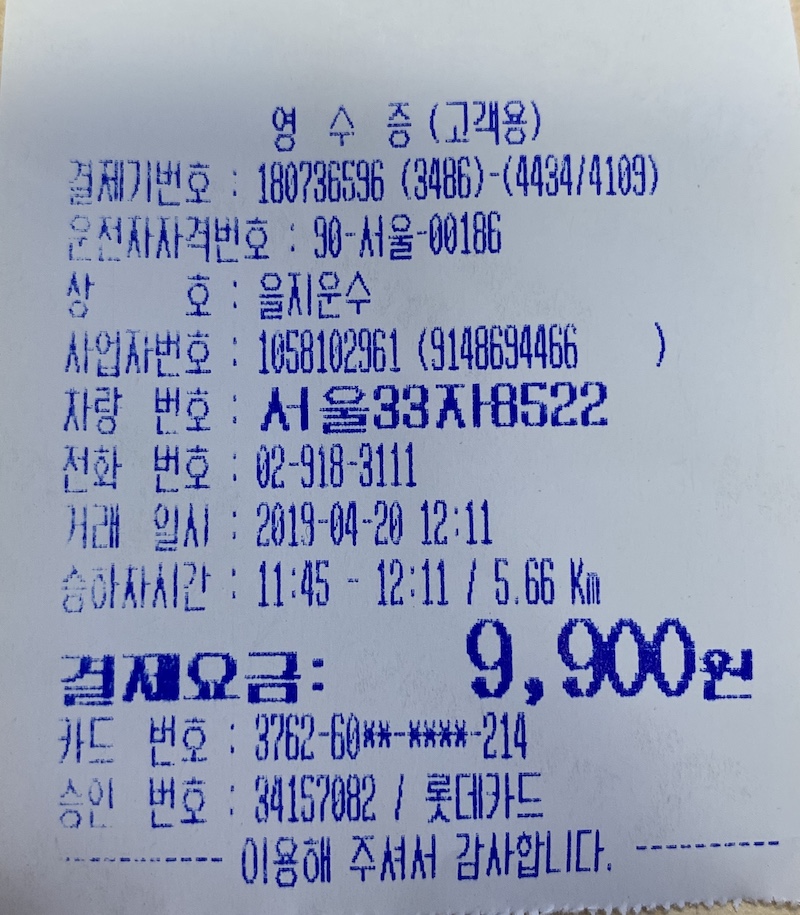 영 수 증 (고객용)
결제기번호 : 180736596 (3486)-(4434/4109)
운전자자격번호 : 90-서울-00186
상 호 : 을지운수
사업자번호 : 1058102961 (9148694466 )
차량 번호 : 서울33자8522
전화 번호 : 02-918-3111
거래 일시 : 2019-04-20 12:11
승하차시간 : 11:45 - 12:11 / 5.66 Km
결제요금: 9,900원
카드 번호 : 3762-60**-****-214
승인 번호 : 34157082 / 롯데카드
----------- 이용해 주셔서 감사합니다. -----------